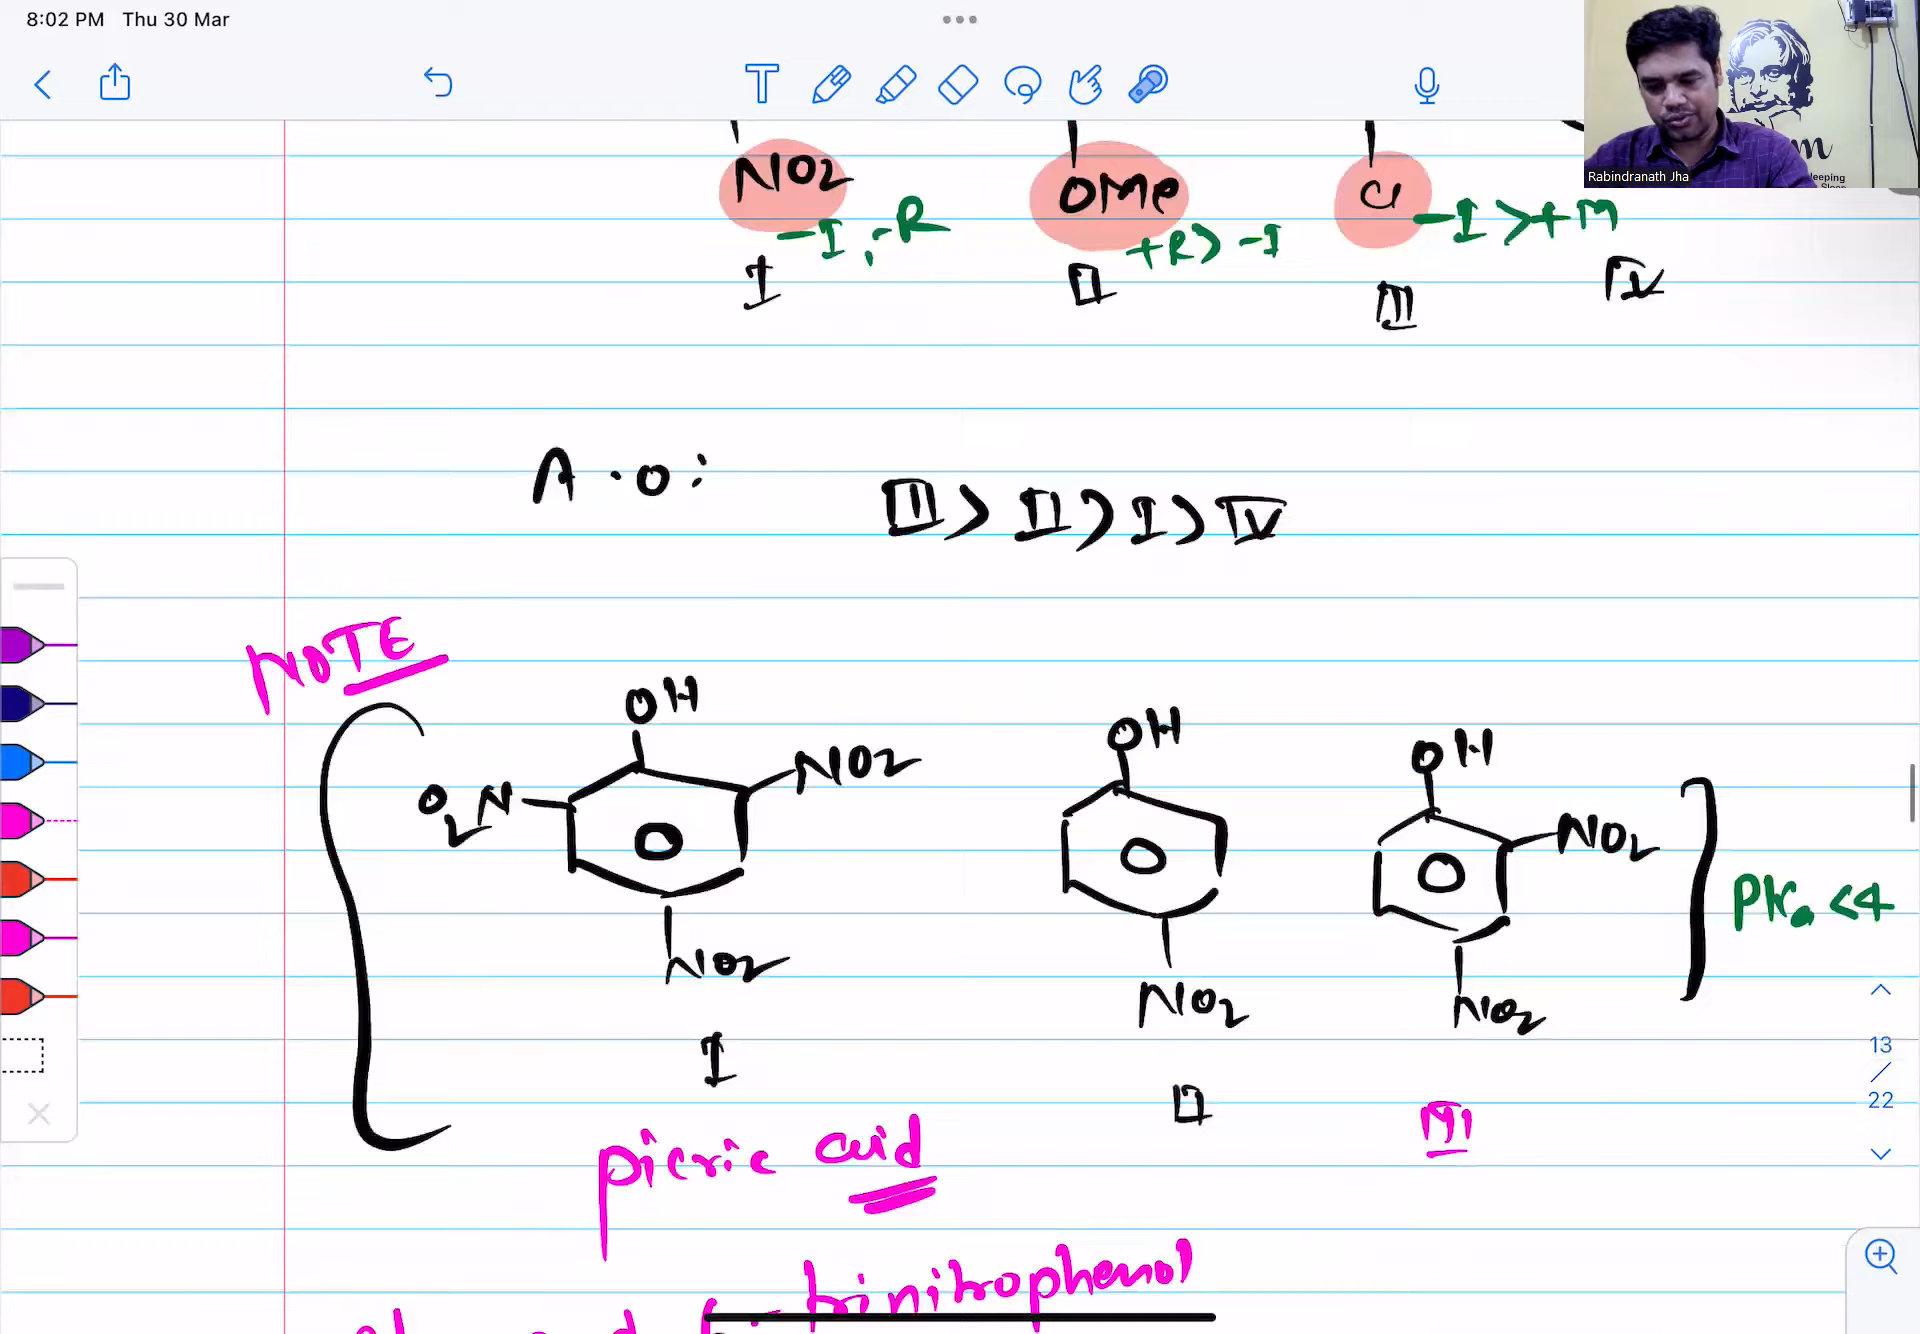 8:02 PM Thu 30 Mar
Rabindranath Jha
NO2 OMe Cl
-I, -R +R > -I -I > +M
I II III IV
A.O: III > II > I > IV
NOTE
OH OH OH
O2N NO2 NO2
NO2 NO2 NO2
PKa <4
I II III
13
/
22
picric acid
trinitrophenol